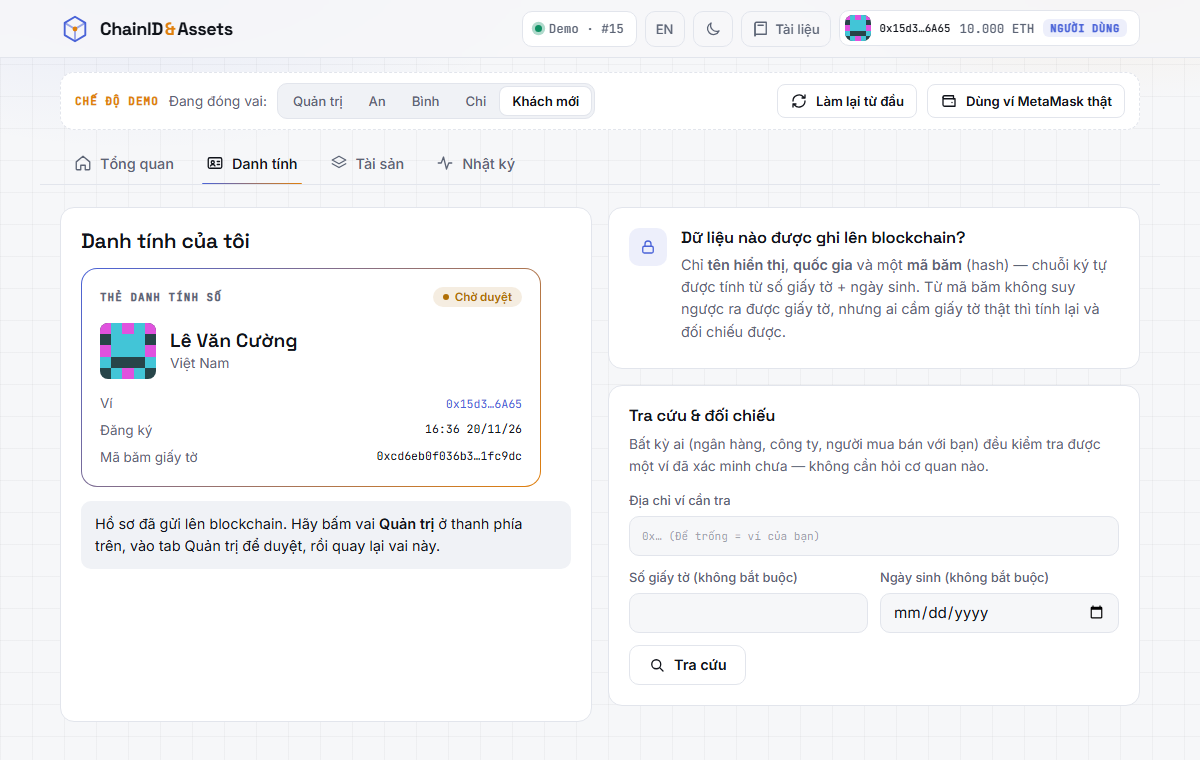 ChainID&Assets
Demo · #15
EN
Tài liệu
0x15d3…6A65
10.000 ETH
NGƯỜI DÙNG
CHẾ ĐỘ DEMO
Đang đóng vai:
Quản trị
An
Bình
Chi
Khách mới
Làm lại từ đầu
Dùng ví MetaMask thật
Tổng quan
Danh tính
Tài sản
Nhật ký
Danh tính của tôi
THẺ DANH TÍNH SỐ
Chờ duyệt
Lê Văn Cường
Việt Nam
Ví
0x15d3…6A65
Đăng ký
16:36 20/11/26
Mã băm giấy tờ
0xcd6eb0f036b3…1fc9dc
Hồ sơ đã gửi lên blockchain. Hãy bấm vai Quản trị ở thanh phía
trên, vào tab Quản trị để duyệt, rồi quay lại vai này.
Dữ liệu nào được ghi lên blockchain?
Chỉ tên hiển thị, quốc gia và một mã băm (hash) — chuỗi ký tự
được tính từ số giấy tờ + ngày sinh. Từ mã băm không suy
ngược ra được giấy tờ, nhưng ai cầm giấy tờ thật thì tính lại và
đối chiếu được.
Tra cứu & đối chiếu
Bất kỳ ai (ngân hàng, công ty, người mua bán với bạn) đều kiểm tra được
một ví đã xác minh chưa — không cần hỏi cơ quan nào.
Địa chỉ ví cần tra
0x… (Để trống = ví của bạn)
Số giấy tờ (không bắt buộc)
Ngày sinh (không bắt buộc)
mm/dd/yyyy
Tra cứu